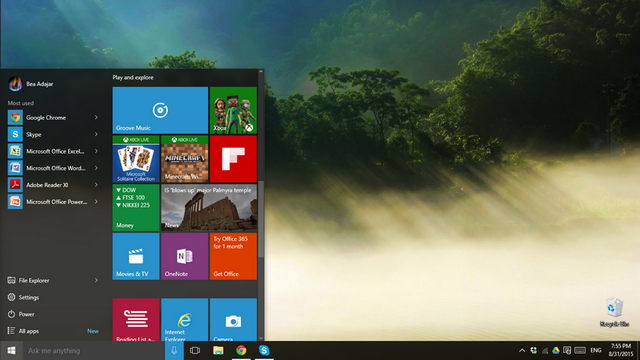 Bea Adajar
Most used
Google Chrome
Skype
Microsoft Office Excel...
Microsoft Office Word...
Adobe Reader XI
Microsoft Office Power...
File Explorer
Settings
Power
All apps
New
Play and explore
Groove Music
Xbox
XBOX LIVE
Microsoft
Solitaire Collection
XBOX LIVE
MINECRAFT
Minecraft: Wi...
▼ DOW
▲ FTSE 100
▼ NIKKEI 225
Money
IS 'blows up' major Palmyra temple
News
Movies & TV
OneNote
Try Office 365
for 1 month
Get Office
Reading List a...
Internet
Explorer
Camera
Recycle Bin
Ask me anything
ENG
7:55 PM
8/31/2015